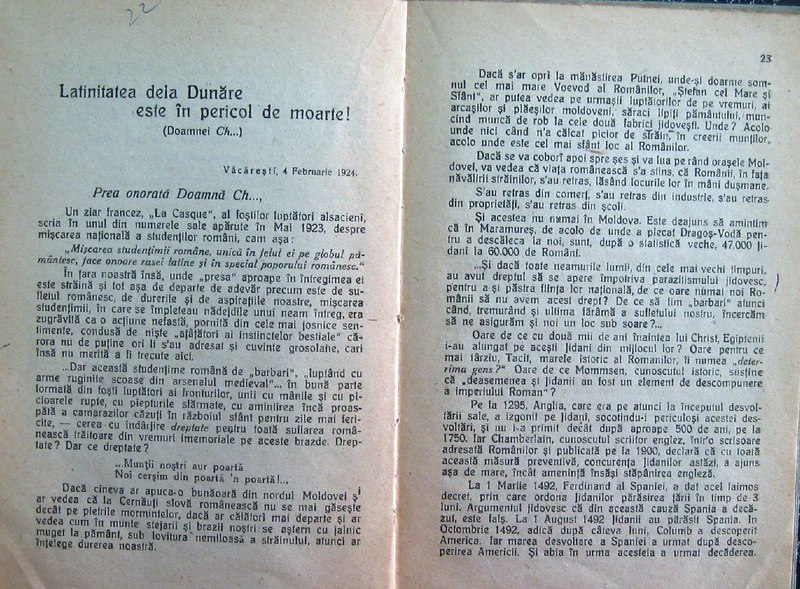 22
Latinitatea dela Dunăre
este în pericol de moarte!
(Doamnei Ch...)
Văcărești, 4 Februarie 1924.
Prea onorată Doamnă Ch...,
Un ziar francez, „La Casque“, al foștilor luptători alsacieni,
scria în unul din numerele sale apărute în Mai 1923, despre
mișcarea națională a studenților români, cam așa:
„Mișcarea studențimii române, unică în felul ei pe globul pă-
mântesc, face onoare rasei latine și în special poporului românesc.“
În țara noastră însă, unde „presa“ aproape în întregimea ei
este străină și tot așa de departe de adevăr precum este de su-
fletul românesc, de durerile și de aspirațiile noastre, mișcarea
studențimii, în care se împleteau nădejdile unui neam întreg, era
zugrăvită ca o acțiune nefastă, pornită din cele mai josnice sen-
timente, condusă de niște „ațâțători ai instinctelor bestiale“ că-
rora nu de puține ori li s'au adresat și cuvinte grosolane, cari
însă nu merită a fi trecute aici.
...Dar această studențime română de „barbari“, „luptând cu
arme ruginite scoase din arsenalul medieval“... în bună parte
formată din foști luptători ai fronturilor, unii cu mânile și cu pi-
cioarele rupte, cu piepturile sfărmate, cu amintirea încă proas-
pătă a camarazilor căzuți în războiul sfânt pentru zile mai feri-
cite, — cerea cu îndârjire dreptate pentru toată suflarea româ-
nească trăitoare din vremuri imemoriale pe aceste brazde. Drep-
tate? Dar ce dreptate?
...Munții noștri aur poartă
Noi cerșim din poartă 'n poartă!...
Dacă cineva ar apuca-o bunăoară din nordul Moldovei și
ar vedea că la Cernăuți slovă românească nu se mai găsește
decât pe pietrele mormintelor, dacă ar călători mai departe și ar
vedea cum în munte stejarii și brazii noștri se aștern cu jalnic
muget la pământ, sub lovitura nemiloasă a străinului, atunci ar
înțelege durerea noastră.
23
Dacă s'ar opri la mănăstirea Putnei, unde-și doarme som-
nul cel mai mare Voevod al Românilor, „Ștefan cel Mare și
Sfânt“, ar putea vedea pe urmașii luptătorilor de pe vremuri, ai
arcașilor și plăeșilor moldoveni, săraci lipiți pământului, mun-
cind muncă de rob la cele două fabrici jidovești. Unde? Acolo
unde nici când n'a călcat picior de străin, în creerii munților,
acolo unde este cel mai sfânt loc al Românilor.
Dacă se va coborî apoi pe șes și va lua pe rând orașele Mol-
dovei, va vedea că viața românească s'a stins, că Românii, în fața
năvălirii străinilor, s'au retras, lăsând locurile lor în mâni dușmane.
S'au retras din comerț, s'au retras din industrie, s'au retras
din proprietăți, s'au retras din școli.
Și acestea nu numai în Moldova. Este deajuns să amintim
că în Maramureș, de acolo de unde a plecat Dragoș-Vodă pen-
tru a descăleca la noi, sunt, după o statistică veche, 47.000 ji-
dani la 60.000 de Români.
...Și dacă toate neamurile lumii, din cele mai vechi timpuri,
au avut dreptul să se apere împotriva parazitismului jidovesc,
pentru a-și păstra ființa lor națională, de ce oare numai noi Ro-
mânii să nu avem acest drept? De ce să fim „barbari“ atunci
când, tremurând și ultima fărâmă a sufletului nostru, încercăm
să ne asigurăm și noi un loc sub soare?...
Oare de ce cu două mii de ani înaintea lui Christ, Egiptenii
i-au alungat pe acești jidani din mijlocul lor? Oare pentru ce
mai târziu, Tacit, marele istoric al Romanilor, îi numea „deter-
rima gens?“ Oare de ce Mommsen, cunoscutul istoric, susține
că „deasemenea și jidanii au fost un element de descompunere
a Imperiului Roman“?
Pe la 1295, Anglia, care era pe atunci la începutul desvol-
tării sale, a izgonit pe jidani, socotindu-i periculoși acestei des-
voltări, și nu i-a primit decât după aproape 500 de ani, pe la
1750. Iar Chamberlain, cunoscutul scriitor englez, într'o scrisoare
adresată Românilor și publicată pe la 1900, declară că cu toată
această măsură preventivă, concurența jidanilor astăzi, a ajuns
așa de mare, încât amenință însăși stăpânirea engleză.
La 1 Martie 1492, Ferdinand al Spaniei, a dat acel faimos
decret, prin care ordona jidanilor părăsirea țării în timp de 3
luni. Argumentul jidovesc că din această cauză Spania a decă-
zut, este fals. La 1 August 1492 jidanii au părăsit Spania. In
Octombrie 1492, adică după câteva luni, Columb a descoperit
America. Iar marea desvoltare a Spaniei a urmat după desco-
perirea Americii. Și abia în urma acesteia a urmat decăderea.